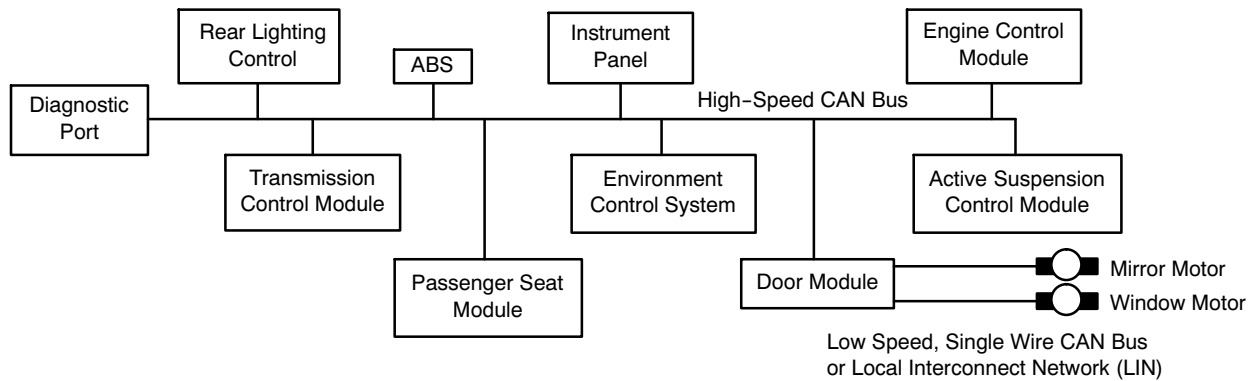 Rear Lighting
Control
ABS
Instrument
Panel
Engine Control
Module
Diagnostic
Port
High-Speed CAN Bus
Transmission
Control Module
Environment
Control System
Active Suspension
Control Module
Passenger Seat
Module
Door Module
Mirror Motor
Window Motor
Low Speed, Single Wire CAN Bus
or Local Interconnect Network (LIN)